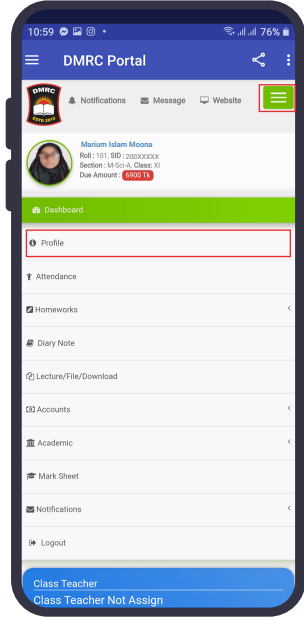 10:59
76%
DMRC Portal
DMRC
ESTD 2010
Notifications
Message
Website
Marium Islam Moona
Roll : 101, SID : 200XXXXX
Section : M-Sci-A, Class: XI
Due Amount : 6900 Tk
Dashboard
Profile
Attendance
Homeworks
Diary Note
Lecture/File/Download
Accounts
Academic
Mark Sheet
Notifications
Logout
Class Teacher
Class Teacher Not Assign